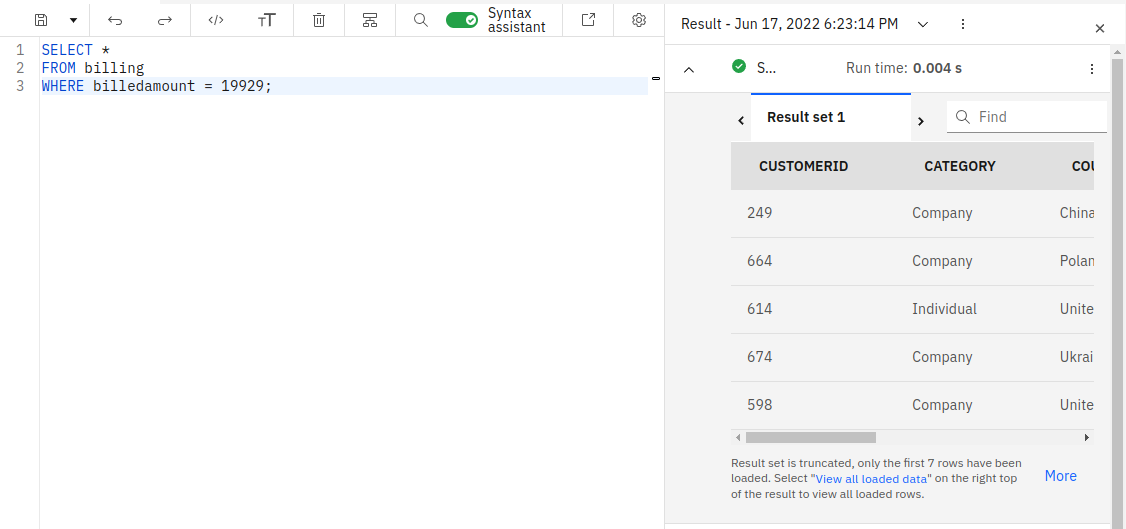 Syntax
assistant
1 SELECT *
2 FROM billing
3 WHERE billedamount = 19929;
Result - Jun 17, 2022 6:23:14 PM
S...
Run time: 0.004 s
Result set 1
Find
CUSTOMERID CATEGORY COU
249 Company China
664 Company Polan
614 Individual Unite
674 Company Ukrai
598 Company Unite
Result set is truncated, only the first 7 rows have been
loaded. Select "View all loaded data" on the right top
of the result to view all loaded rows.
More